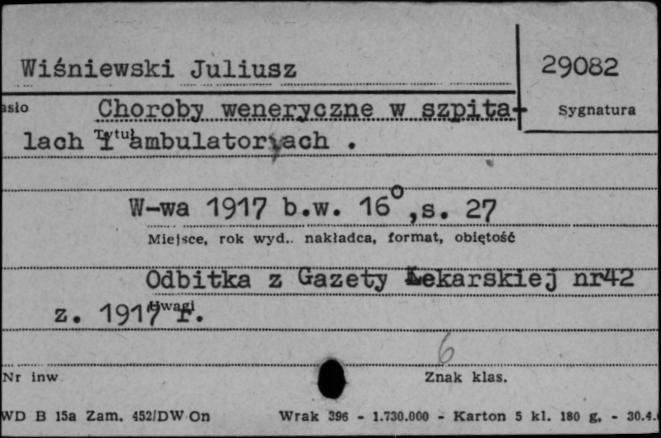 Wiśniewski Juliusz
29082
asło
Choroby weneryczne w szpita-
Sygnatura
Tytuł
lach i ambulatoryach .
W-wa 1917 b.w. 16°,s. 27
Miejsce, rok wyd.. nakładca, format, objętość
Odbitka z Gazety Lekarskiej nr42
Uwagi
z. 1917 r.
6
Nr inw
Znak klas.
WD B 15a Zam. 452/DW On Wrak 396 - 1.730.000 - Karton 5 kl. 180 g. - 30.4.